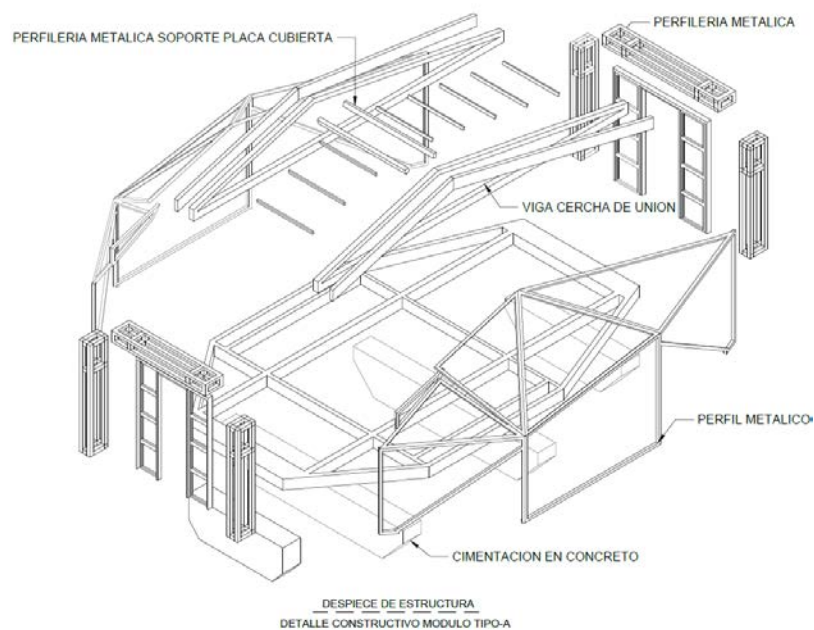 PERFILERIA METALICA
PERFILERIA METALICA SOPORTE PLACA CUBIERTA
VIGA CERCHA DE UNION
PERFIL METALICO
CIMENTACION EN CONCRETO
DESPIECE DE ESTRUCTURA
DETALLE CONSTRUCTIVO MODULO TIPO-A